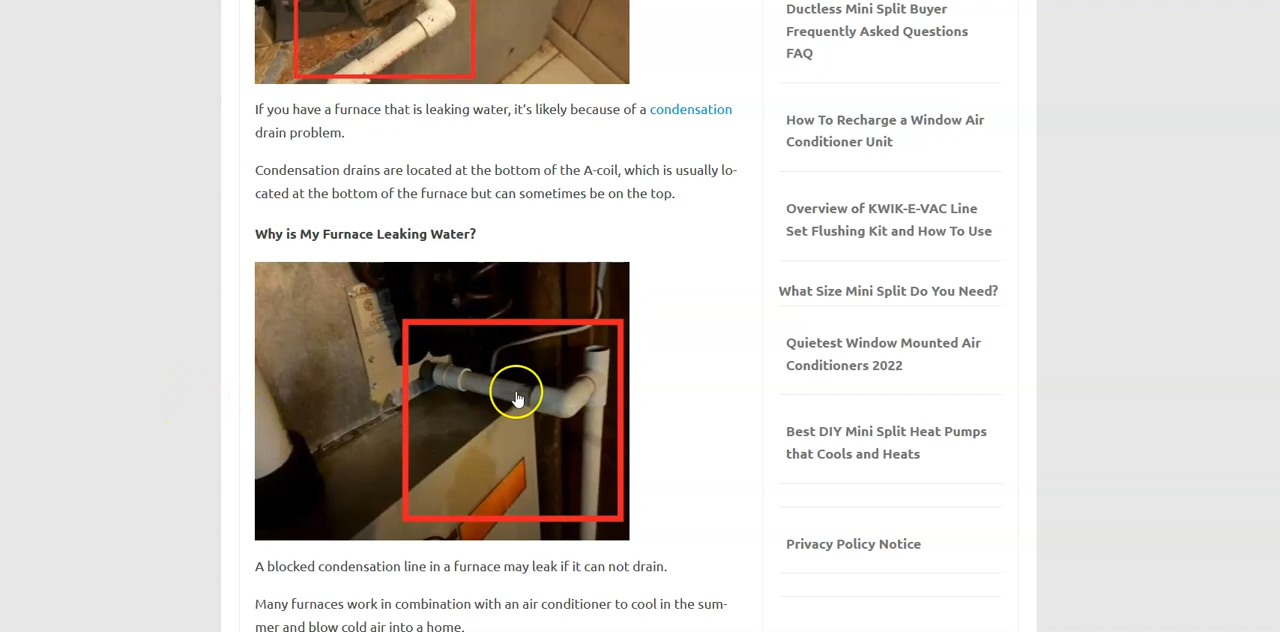 If you have a furnace that is leaking water, it's likely because of a condensation
drain problem.
Condensation drains are located at the bottom of the A-coil, which is usually lo-
cated at the bottom of the furnace but can sometimes be on the top.
Why is My Furnace Leaking Water?
A blocked condensation line in a furnace may leak if it can not drain.
Many furnaces work in combination with an air conditioner to cool in the sum-
mer and blow cold air into a home.
Ductless Mini Split Buyer
Frequently Asked Questions
FAQ
How To Recharge a Window Air
Conditioner Unit
Overview of KWIK-E-VAC Line
Set Flushing Kit and How To Use
What Size Mini Split Do You Need?
Quietest Window Mounted Air
Conditioners 2022
Best DIY Mini Split Heat Pumps
that Cools and Heats
Privacy Policy Notice